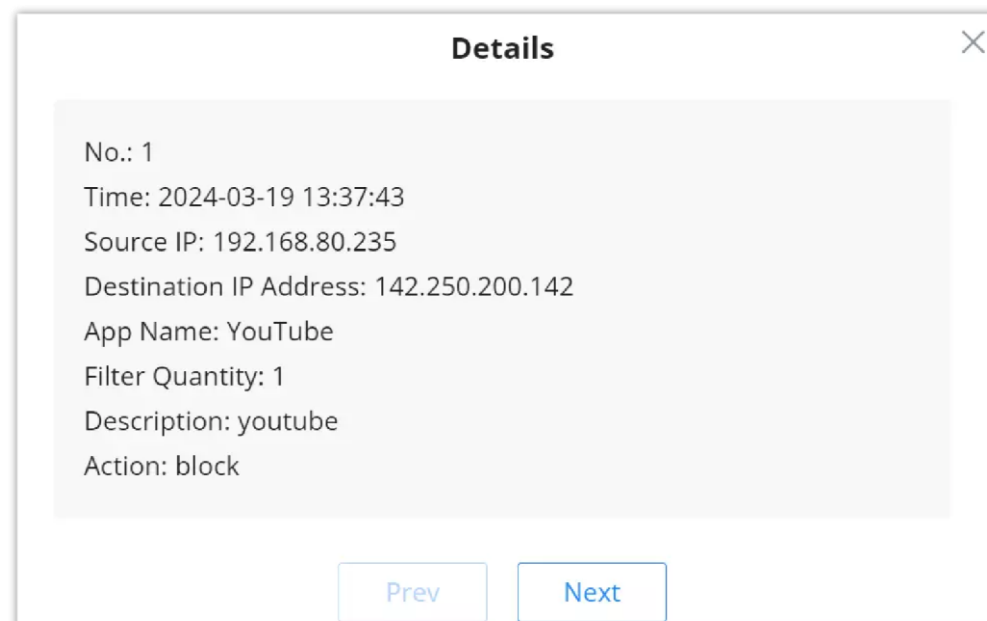 Details
No.: 1
Time: 2024-03-19 13:37:43
Source IP: 192.168.80.235
Destination IP Address: 142.250.200.142
App Name: YouTube
Filter Quantity: 1
Description: youtube
Action: block
Prev
Next